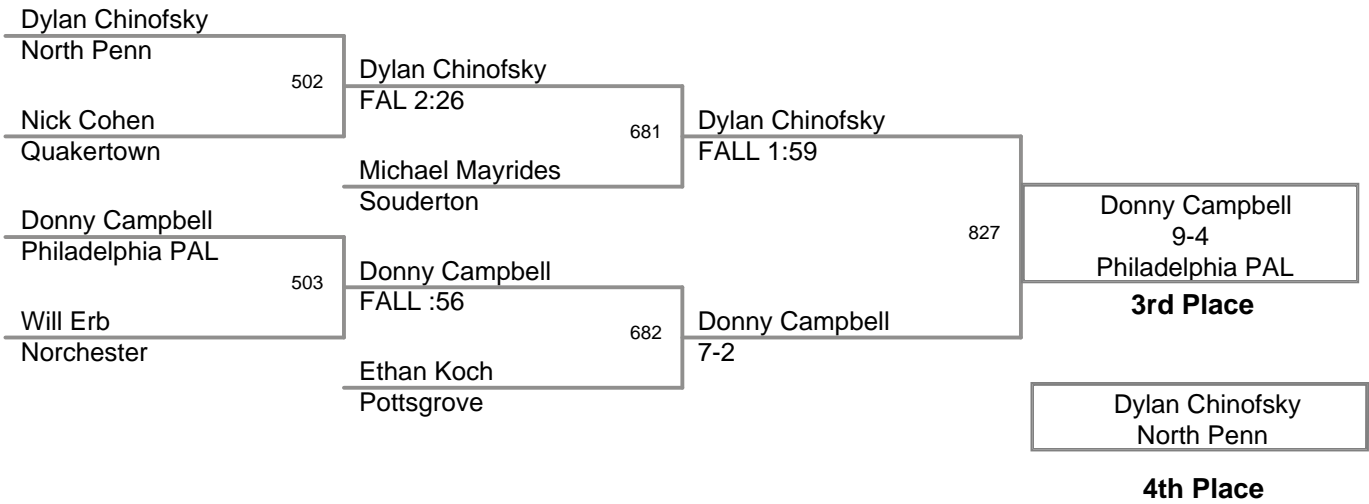 Dylan Chinofsky
North Penn
502
Nick Cohen
Quakertown
Dylan Chinofsky
FAL 2:26
681
Michael Mayrides
Souderton
Donny Campbell
Philadelphia PAL
503
Will Erb
Norchester
Donny Campbell
FALL :56
682
Ethan Koch
Pottsgrove
Dylan Chinofsky
FALL 1:59
827
Donny Campbell
7-2
Donny Campbell
9-4
Philadelphia PAL
3rd Place
Dylan Chinofsky
North Penn
4th Place